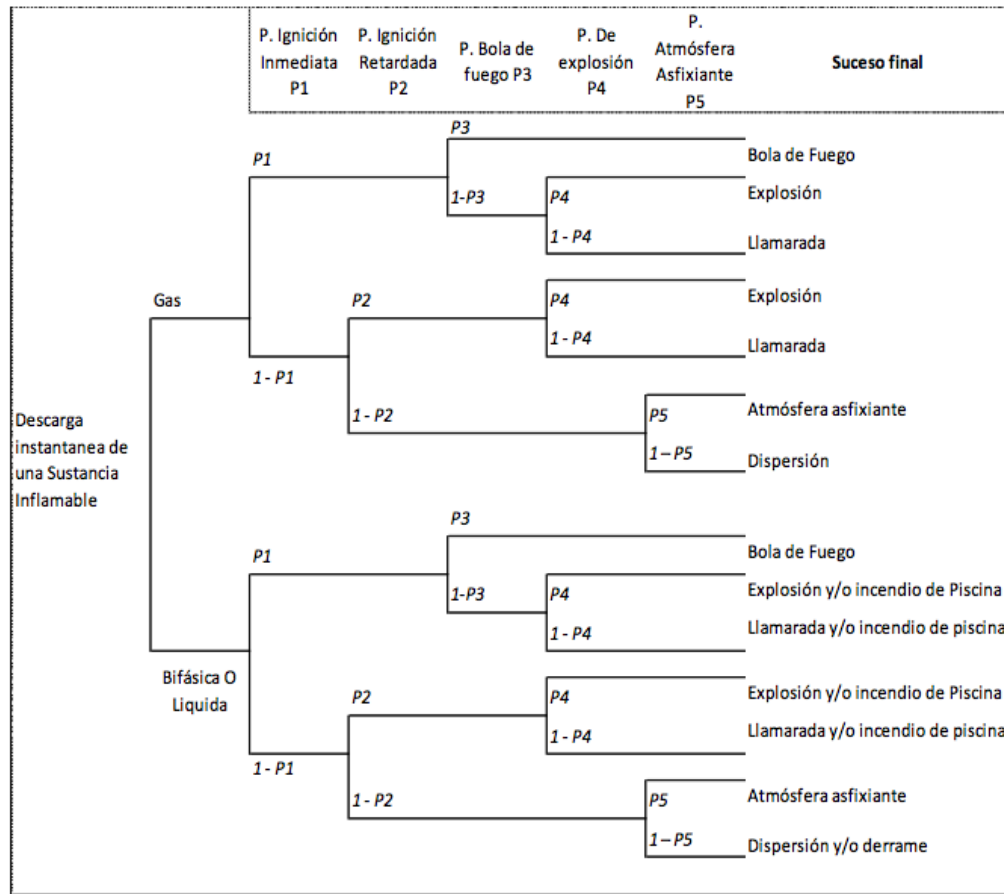 P. Ignición Inmediata P1
P. Ignición Retardada P2
P. Bola de fuego P3
P. De explosión P4
P. Atmósfera Asfixiante P5
Suceso final
P3
Bola de Fuego
P1
1-P3
P4
Explosión
1 - P4
Llamarada
Gas
P2
P4
Explosión
1 - P4
Llamarada
1 - P1
1 - P2
P5
Atmósfera asfixiante
1 – P5
Dispersión
Descarga
instantanea de
una Sustancia
Inflamable
P3
Bola de Fuego
P1
1-P3
P4
Explosión y/o incendio de Piscina
1 - P4
Llamarada y/o incendio de piscina
Bifásica O
Liquida
P2
P4
Explosión y/o incendio de Piscina
1 - P4
Llamarada y/o incendio de piscina
1 - P1
1 - P2
P5
Atmósfera asfixiante
1 – P5
Dispersión y/o derrame